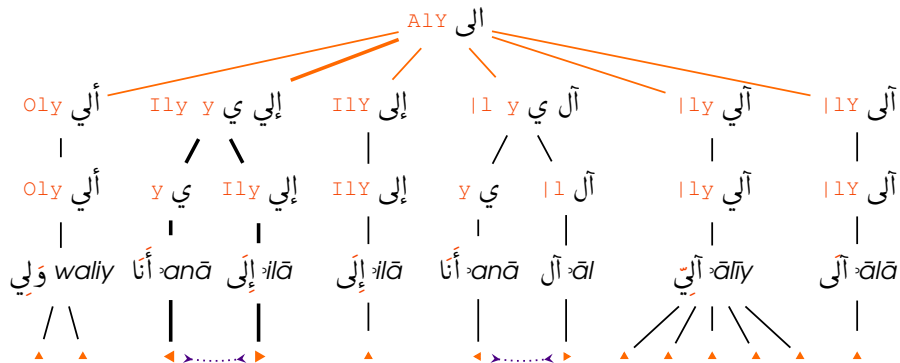 AlY الى
Oly ألي Ily y إلي ي IlY إلى |l y آل ي |ly آلي |lY آلى
Oly ألي y ي Ily إلي IlY إلى y ي |l آل |ly آلي |lY آلى
وَلِي waliy أَنَا ʾanā إِلَى ʾilā إِلَى ʾilā أَنَا ʾanā آل ʾāl آلِيّ ʾālīy آلَى ʾālā